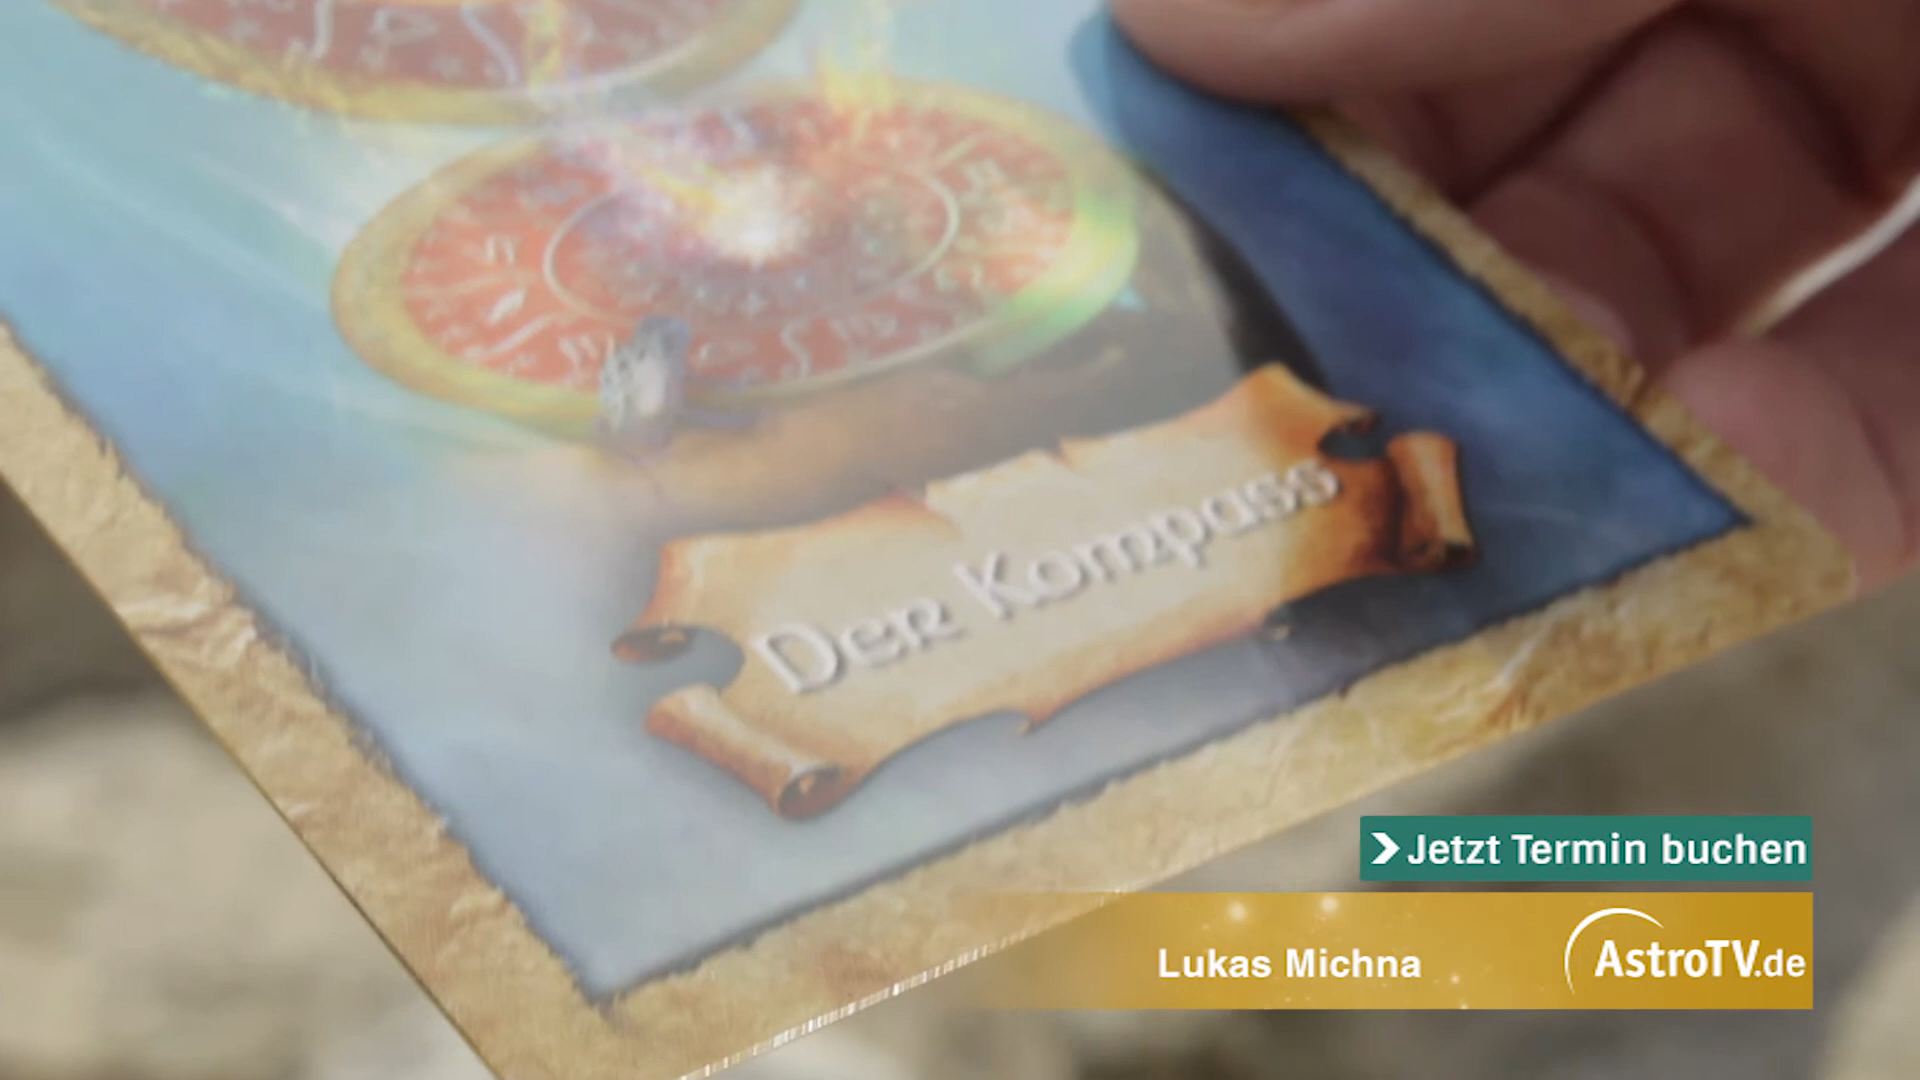 Der Kompass
Jetzt Termin buchen
Lukas Michna
AstroTV.de